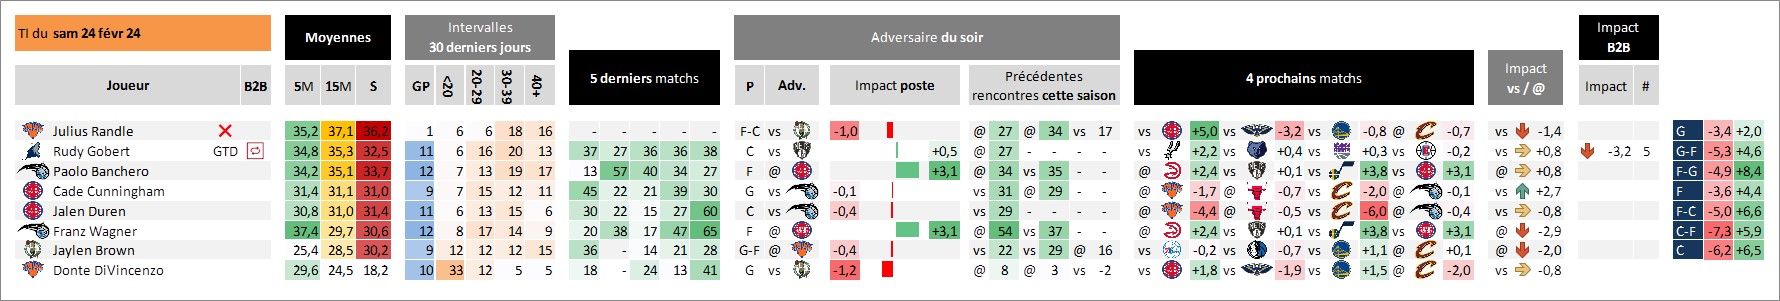 TI du sam 24 févr 24
Moyennes
Intervalles
30 derniers jours
5 derniers matchs
Adversaire du soir
4 prochains matchs
Impact
vs / @
Impact
B2B
Joueur B2B 5M 15M S GP <20 20-29 30-39 40+ P Adv. Impact poste Précédentes
rencontres cette saison
Impact #
Julius Randle 35,2 37,1 36,2 1 6 6 18 16 - - - - - F-C vs -1,0 @ 27 @ 34 vs 17 vs +5,0 vs -3,2 vs -0,8 @ -0,7 vs -1,4 G -3,4 +2,0
Rudy Gobert GTD 34,8 35,3 32,5 11 6 16 20 13 37 27 36 36 38 C vs +0,5 @ 27 - - - - vs +2,2 vs +0,4 vs +0,3 vs -0,2 vs +0,8 -3,2 5 G-F -5,3 +4,6
Paolo Banchero 34,2 35,1 33,7 12 7 13 19 17 13 57 40 34 27 F @ +3,1 vs 34 vs 35 - - @ +2,4 vs +0,4 vs +3,8 vs +3,1 @ +0,8 F-G -4,9 +8,4
Cade Cunningham 31,4 31,1 31,0 9 7 15 12 11 45 22 21 39 30 G vs -0,1 vs 31 @ 29 - - @ -1,7 @ -0,7 vs -2,0 @ -0,1 vs +2,7 F -3,6 +4,4
Jalen Duren 30,8 31,0 31,4 11 6 13 15 6 30 22 15 27 60 C vs -0,4 vs 29 - - - - @ -4,4 @ -0,5 vs -6,0 @ -0,4 vs -0,8 F-C -5,0 +6,6
Franz Wagner 37,4 29,7 30,6 12 8 17 14 9 20 38 17 47 65 F @ +3,1 @ 54 vs 37 - - @ +2,4 vs +0,4 vs +3,8 vs +3,1 @ -2,9 C-F -7,3 +5,9
Jaylen Brown 25,4 28,5 30,2 9 12 12 12 15 36 - 14 21 28 G-F @ -0,4 vs 22 vs 29 @ 16 vs -0,2 vs -0,7 vs +1,1 @ +0,1 @ -2,0 C -6,2 +6,5
Donte DiVincenzo 29,6 24,5 18,2 10 33 12 5 5 18 - 24 13 41 G vs -1,2 @ 8 @ 3 vs -2 vs +1,8 vs -1,9 vs +1,5 @ -2,0 vs -0,8